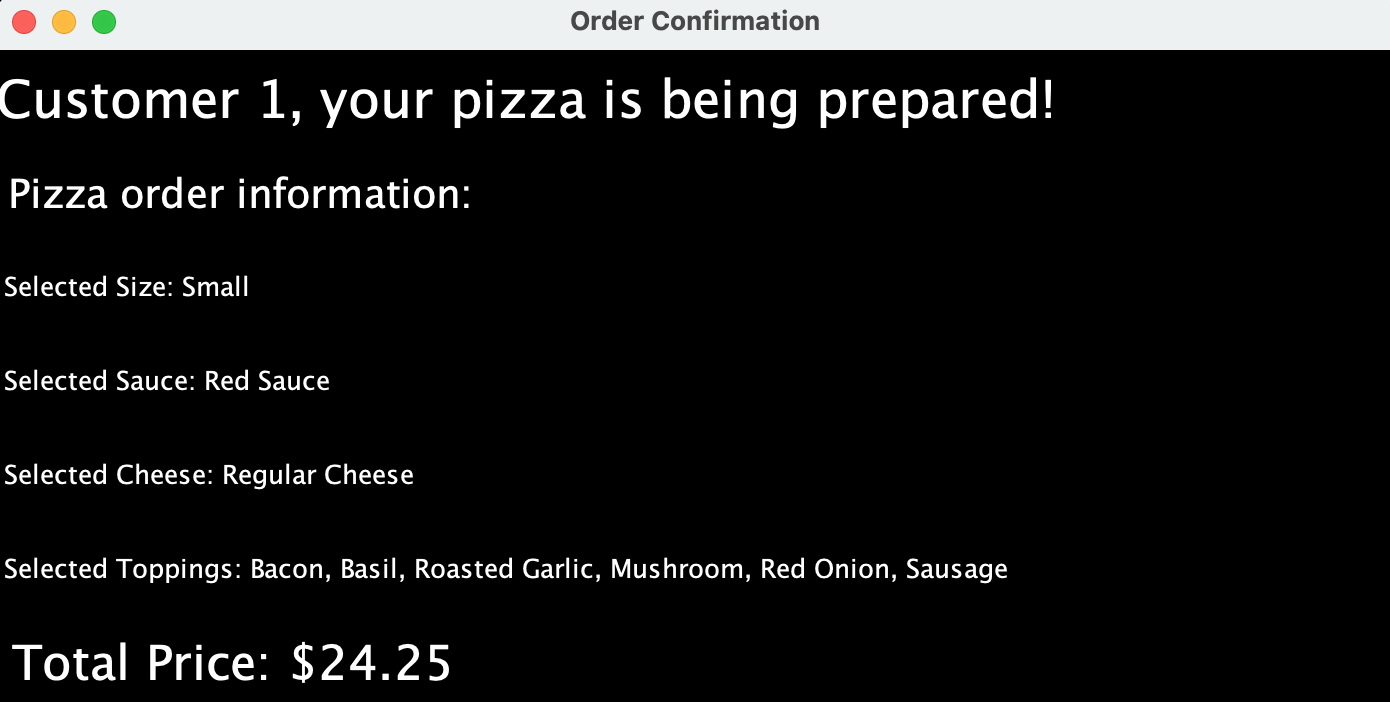 Order Confirmation
Customer 1, your pizza is being prepared!
Pizza order information:
Selected Size: Small
Selected Sauce: Red Sauce
Selected Cheese: Regular Cheese
Selected Toppings: Bacon, Basil, Roasted Garlic, Mushroom, Red Onion, Sausage
Total Price: $24.25